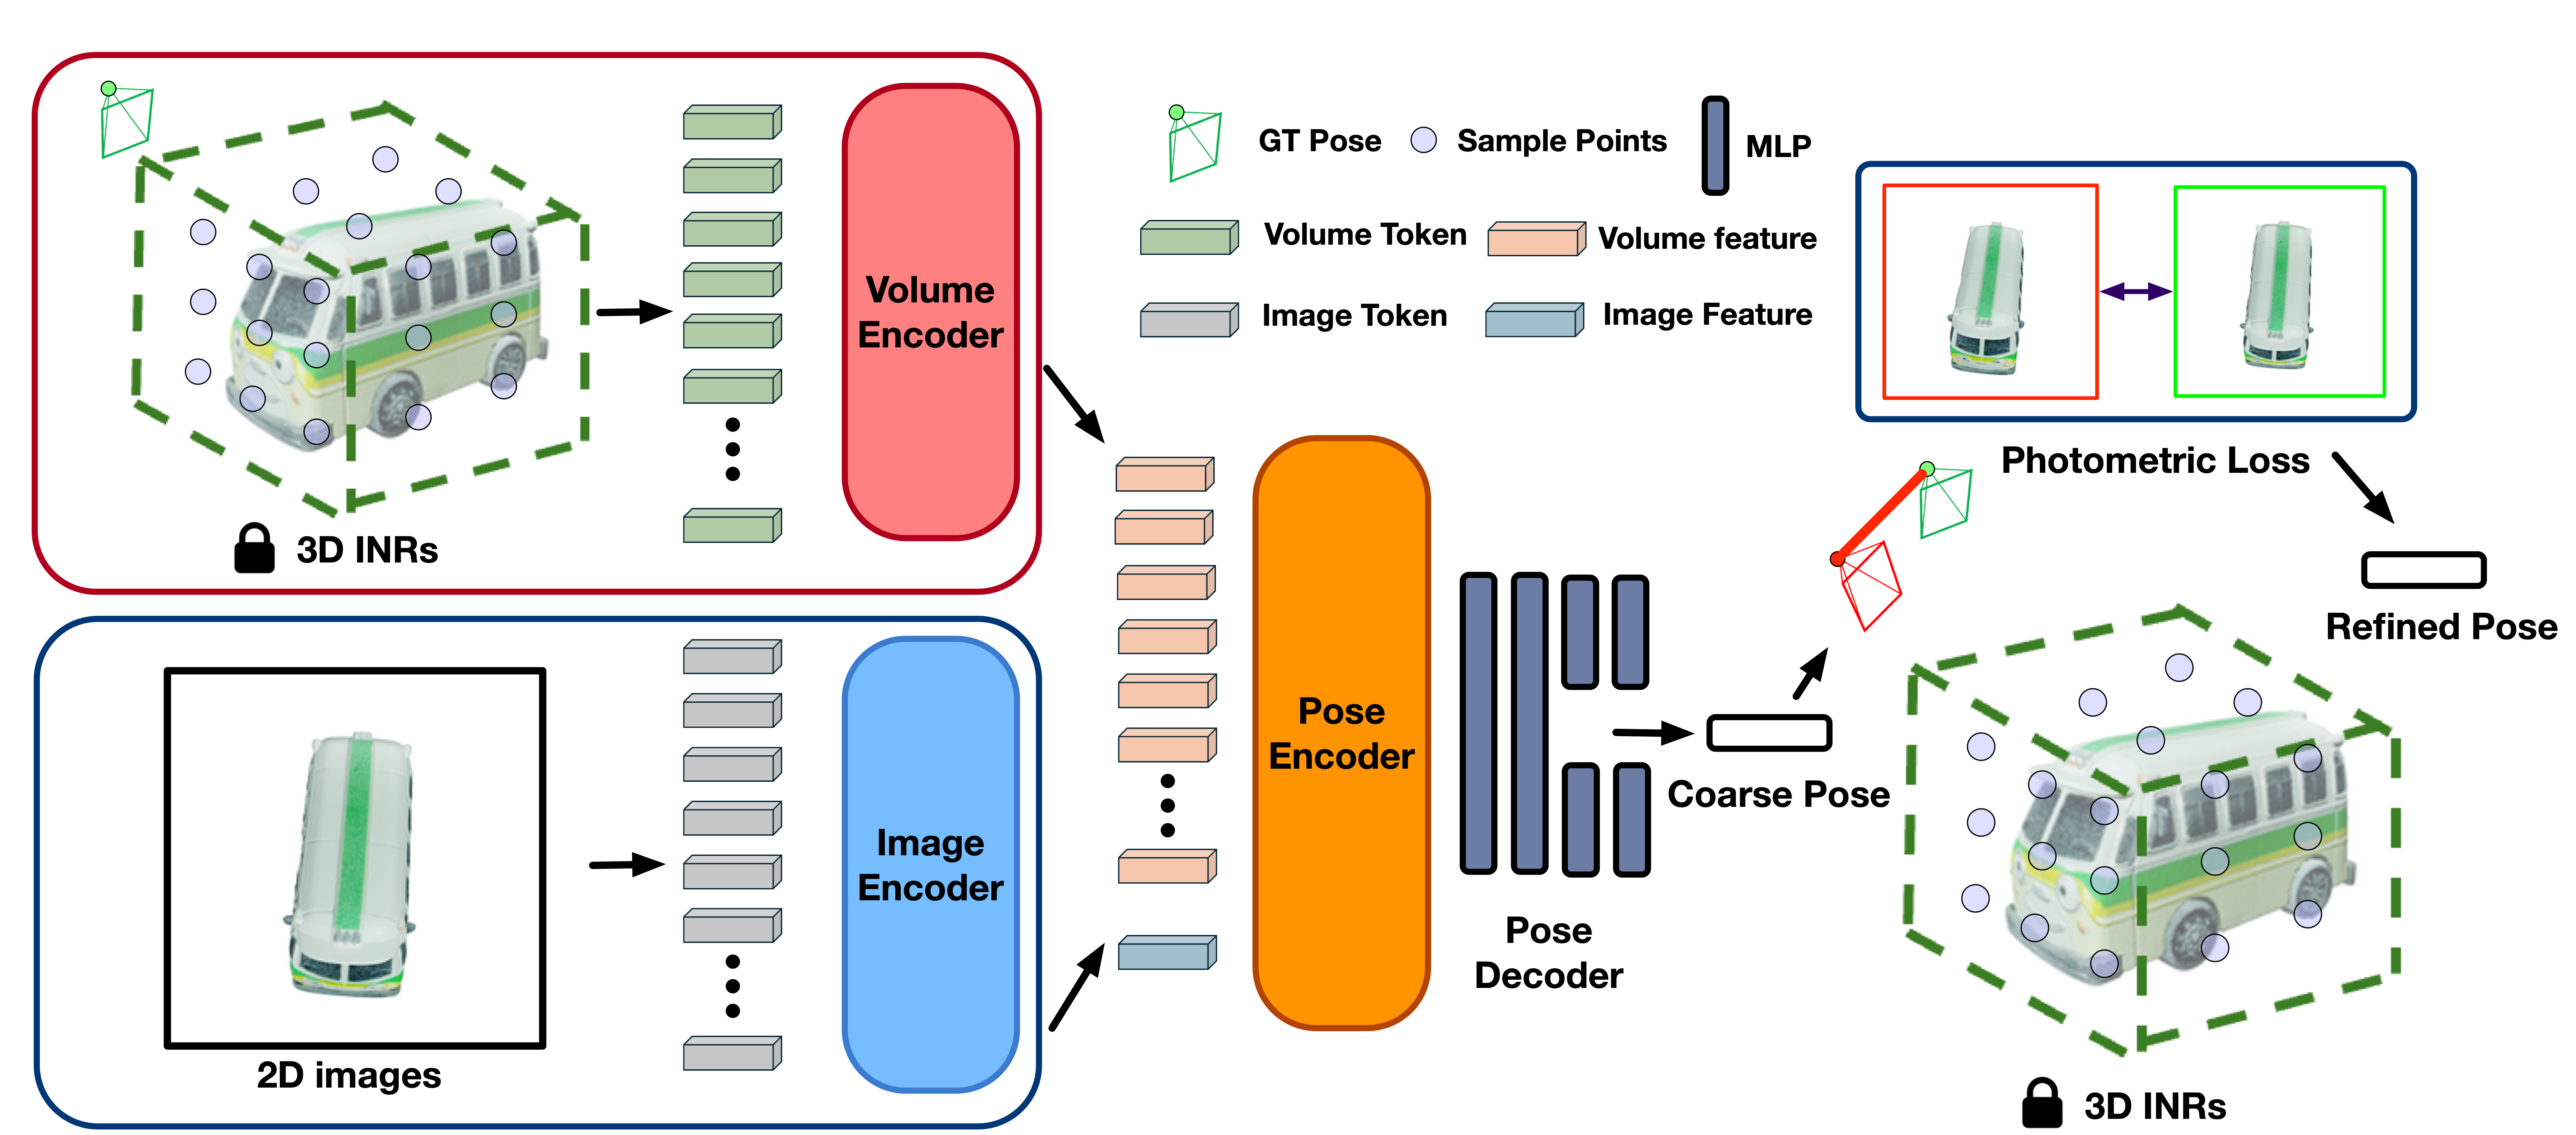 Volume
Encoder
3D INRs
GT Pose
Sample Points
MLP
Volume Token
Volume feature
Image Token
Image Feature
2D images
Image
Encoder
Pose
Encoder
Pose
Decoder
Coarse Pose
Photometric Loss
Refined Pose
3D INRs